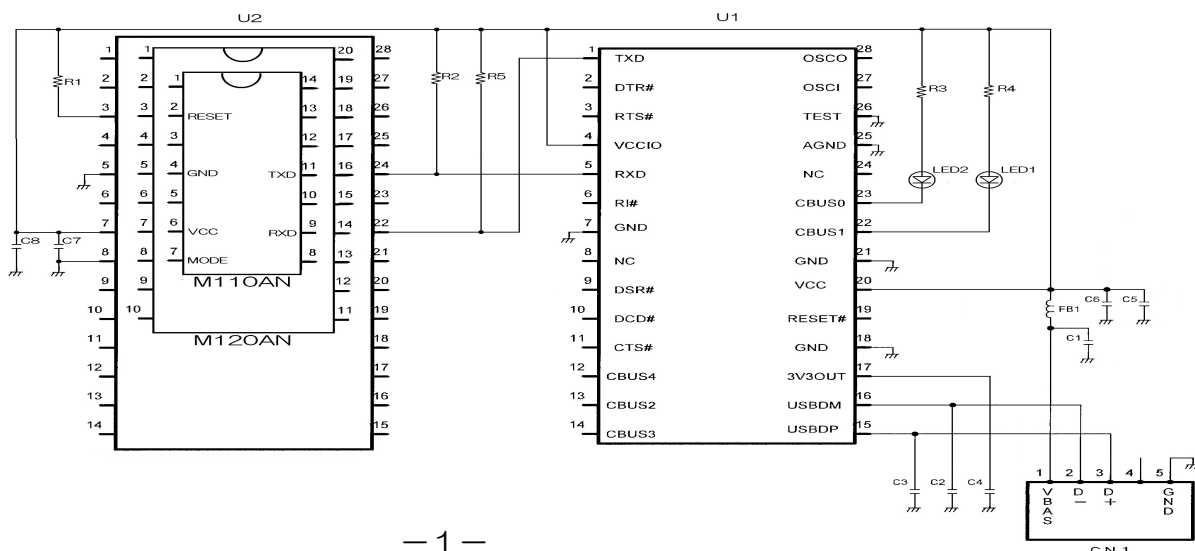 U2 U1
R1 R2 R5 R3 R4
1 2 3 4 5 6 7 8 9 10 11 12 13 14
28 27 26 25 24 23 22 21 20 19 18 17 16 15
1 2 3 4 5 6 7 8 9 10
20 19 18 17 16 15 14 13 12 11
1
2 RESET
3
4 GND
5
6 VCC
7 MODE
14
13
12
11 TXD
10
9 RXD
8
M110AN
M120AN
C8 C7
1 TXD
2 DTR#
3 RTS#
4 VCCIO
5 RXD
6 RI#
7 GND
8 NC
9 DSR#
10 DCD#
11 CTS#
12 CBUS4
13 CBUS2
14 CBUS3
OSCO 28
OSCI 27
TEST 26
AGND 25
NC 24
CBUS0 23
CBUS1 22
GND 21
VCC 20
RESET# 19
GND 18
3V3OUT 17
USBDM 16
USBDP 15
LED2 LED1
C6 C5
FB1
C1
C3 C2 C4
1 2 3 4 5
VBAS D- D+ GND
CN1
-1-